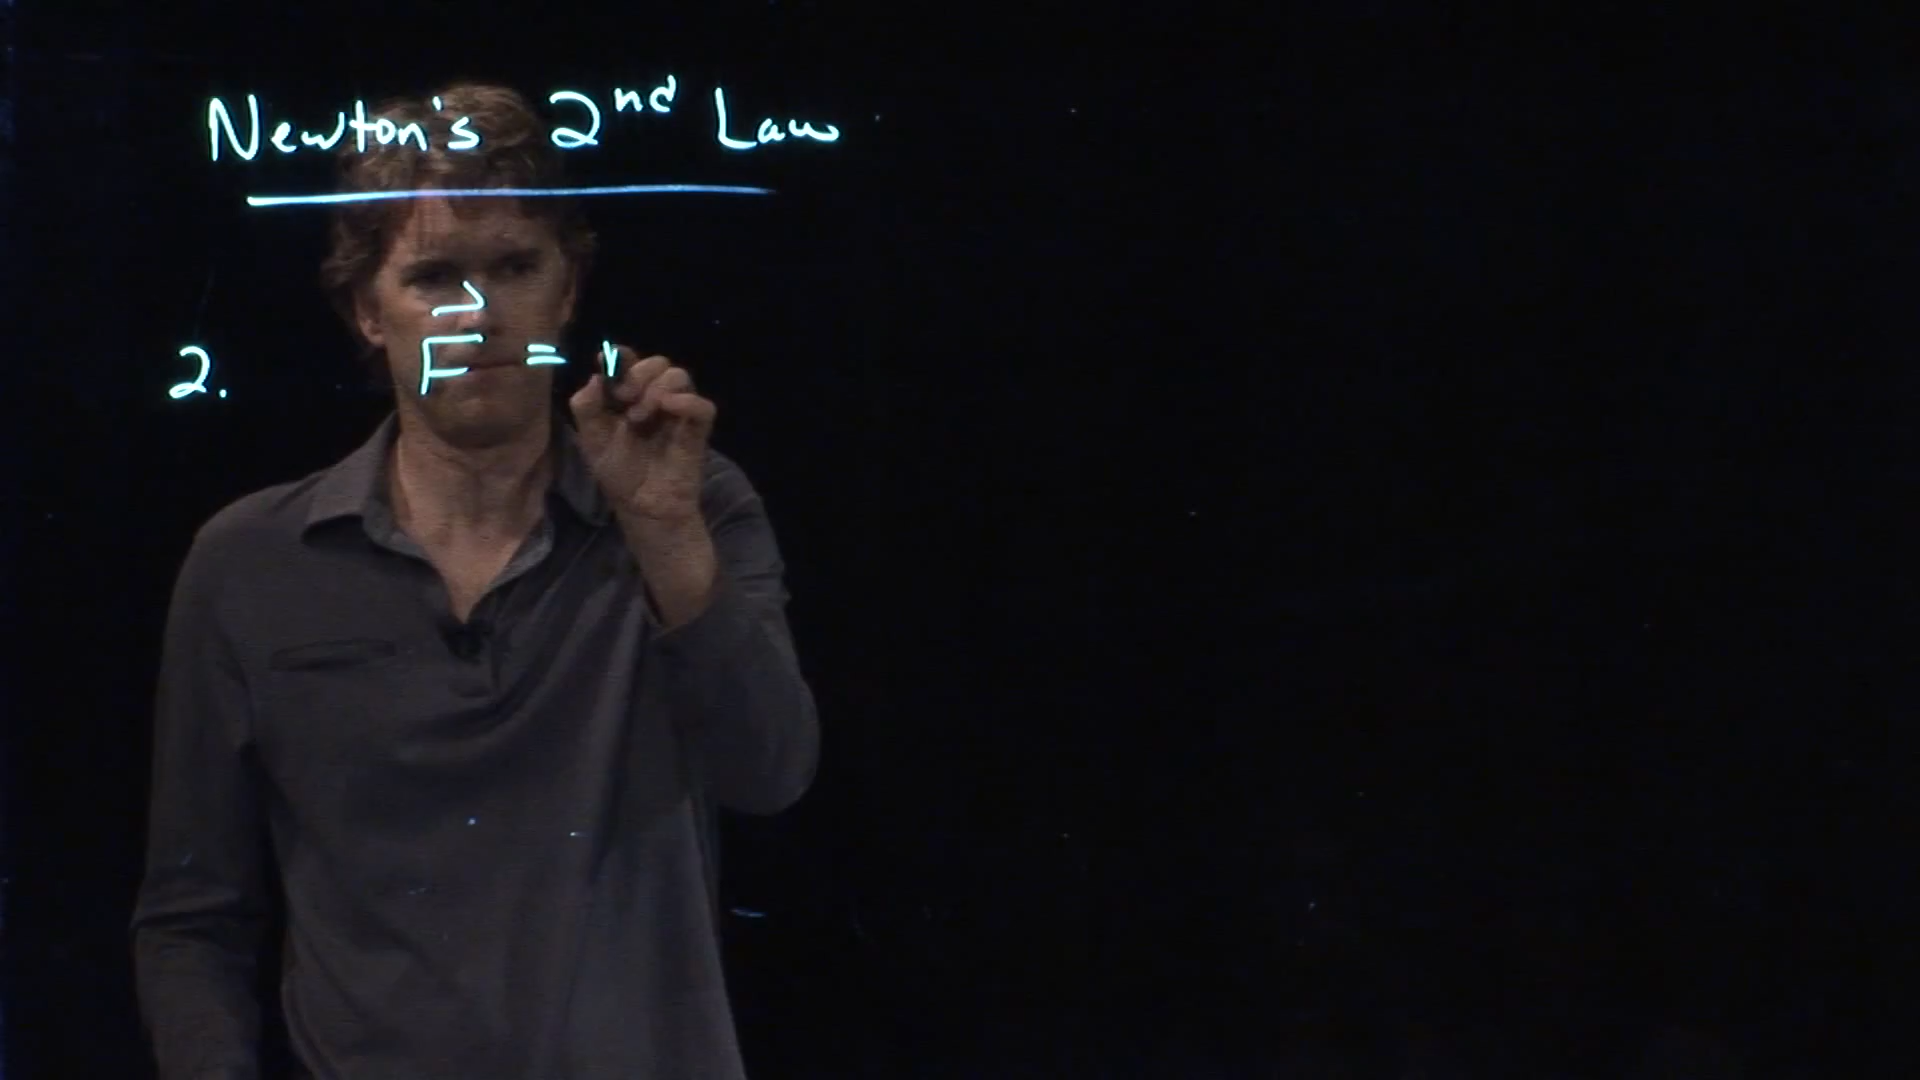 Newton's 2nd Law
2. F⃗ =